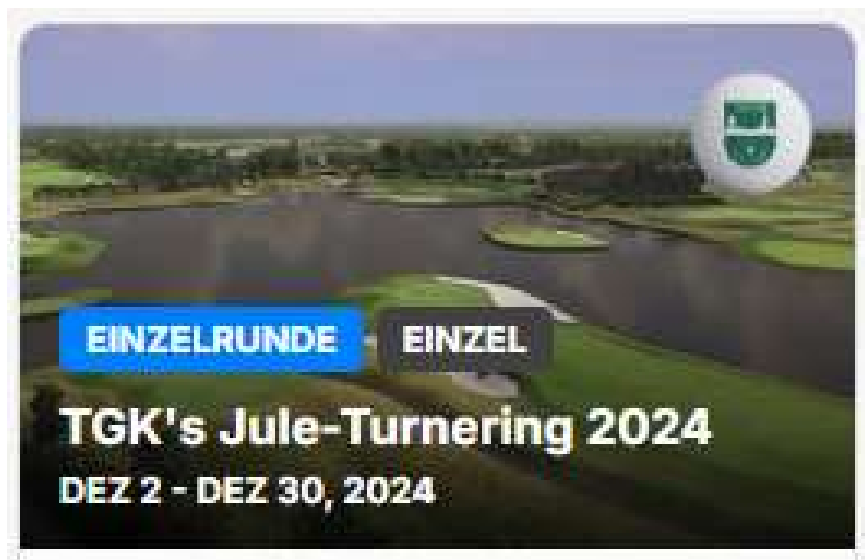 EINZELRUNDE EINZEL
TGK's Jule-Turnering 2024
DEZ 2 - DEZ 30, 2024